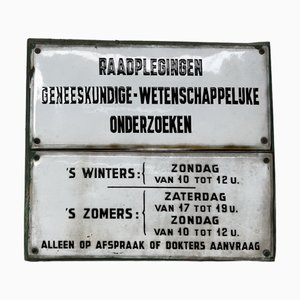 RAADPLEGINGEN
GENEESKUNDIGE-WETENSCHAPPELIJKE
ONDERZOEKEN
'S WINTERS: { ZONDAG
VAN 10 TOT 12 U.
ZATERDAG
'S ZOMERS: { VAN 17 TOT 19 U.
ZONDAG
VAN 10 TOT 12 U.
ALLEEN OP AFSPRAAK OF DOKTERS AANVRAAG